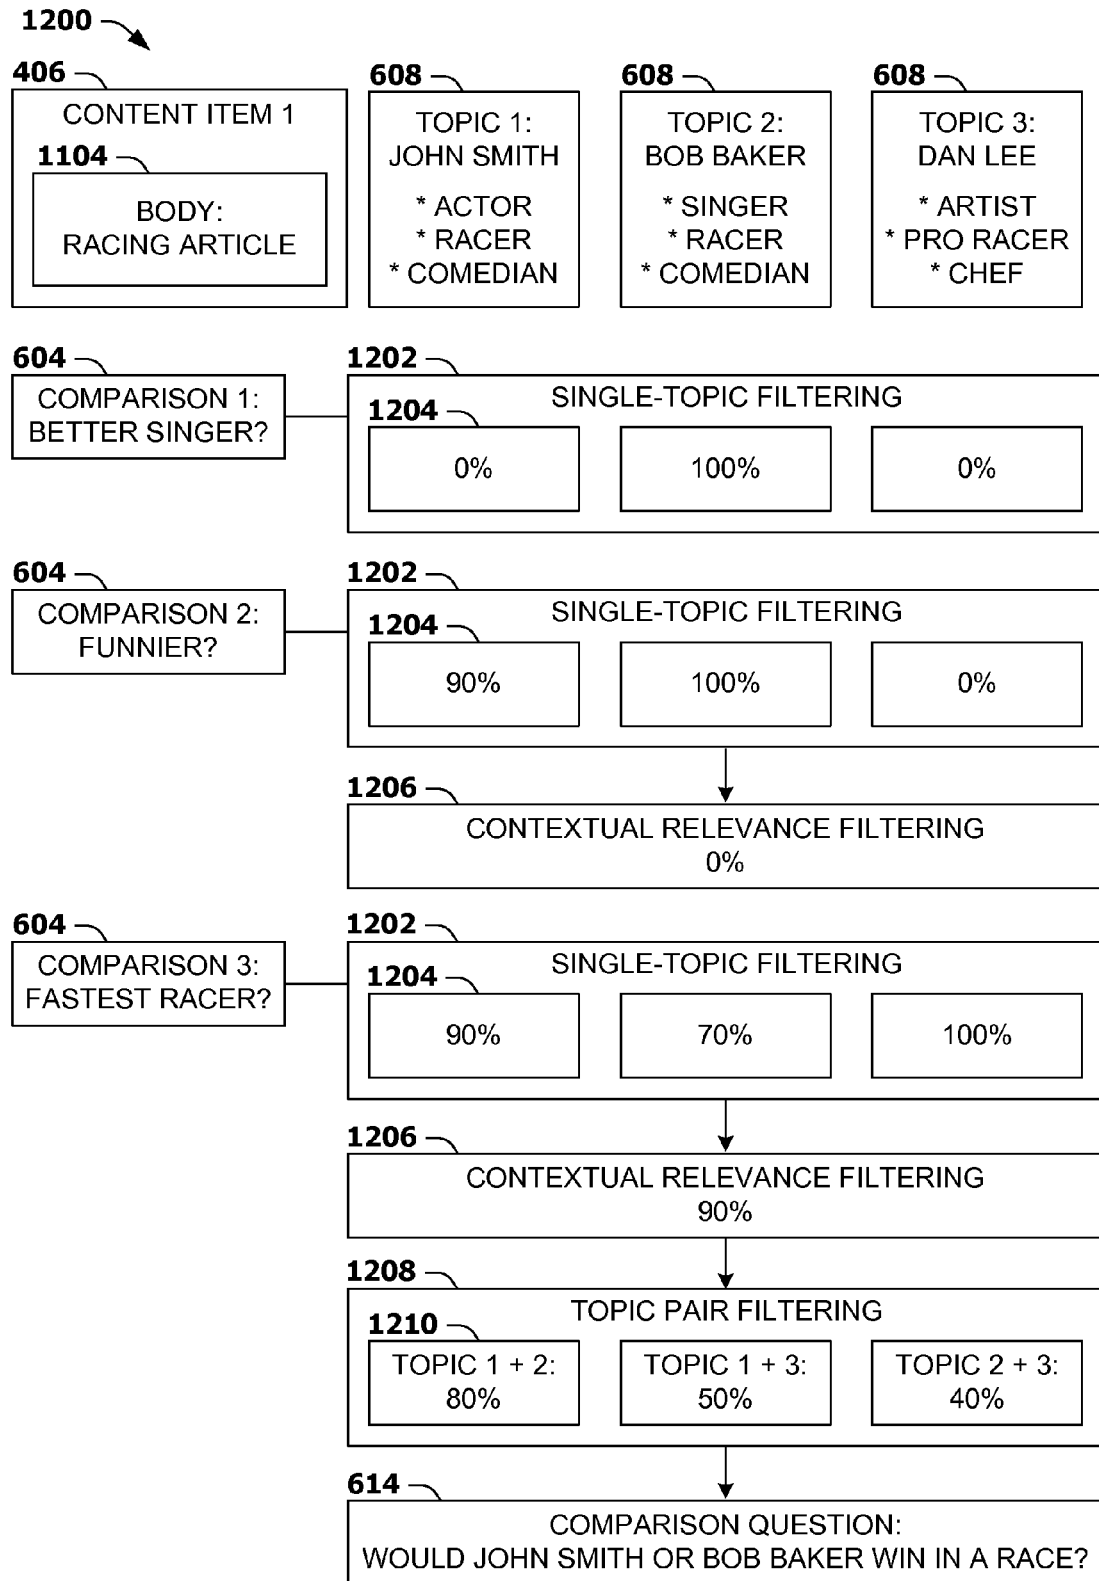 1200
406
CONTENT ITEM 1
1104
BODY:
RACING ARTICLE
608
TOPIC 1:
JOHN SMITH
* ACTOR
* RACER
* COMEDIAN
608
TOPIC 2:
BOB BAKER
* SINGER
* RACER
* COMEDIAN
608
TOPIC 3:
DAN LEE
* ARTIST
* PRO RACER
* CHEF
604
COMPARISON 1:
BETTER SINGER?
1202
SINGLE-TOPIC FILTERING
1204
0%
100%
0%
604
COMPARISON 2:
FUNNIER?
1202
SINGLE-TOPIC FILTERING
1204
90%
100%
0%
1206
CONTEXTUAL RELEVANCE FILTERING
0%
604
COMPARISON 3:
FASTEST RACER?
1202
SINGLE-TOPIC FILTERING
1204
90%
70%
100%
1206
CONTEXTUAL RELEVANCE FILTERING
90%
1208
TOPIC PAIR FILTERING
1210
TOPIC 1 + 2:
80%
TOPIC 1 + 3:
50%
TOPIC 2 + 3:
40%
614
COMPARISON QUESTION:
WOULD JOHN SMITH OR BOB BAKER WIN IN A RACE?